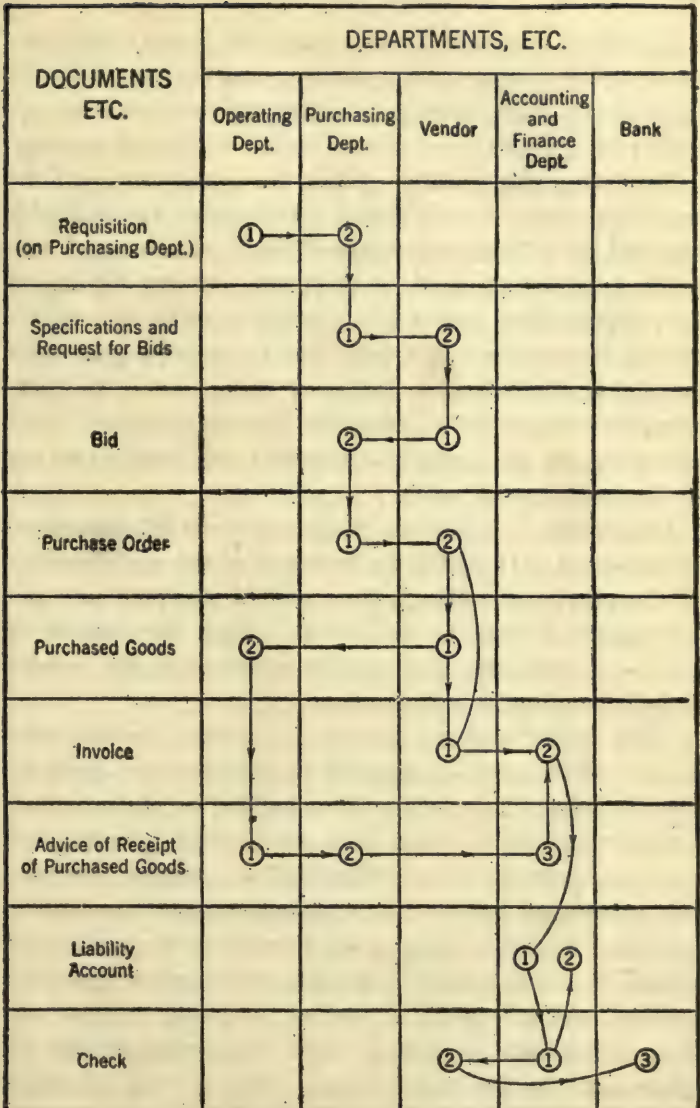 DEPARTMENTS, ETC.
DOCUMENTS
ETC.
Operating
Dept.
Purchasing
Dept.
Vendor
Accounting
and
Finance
Dept.
Bank
Requisition
(on Purchasing Dept.)
① ②
Specifications and
Request for Bids
① ②
Bid
② ①
Purchase Order
① ②
Purchased Goods
② ①
Invoice
① ②
Advice of Receipt
of Purchased Goods
① ② ③
Liability
Account
① ②
Check
② ① ③